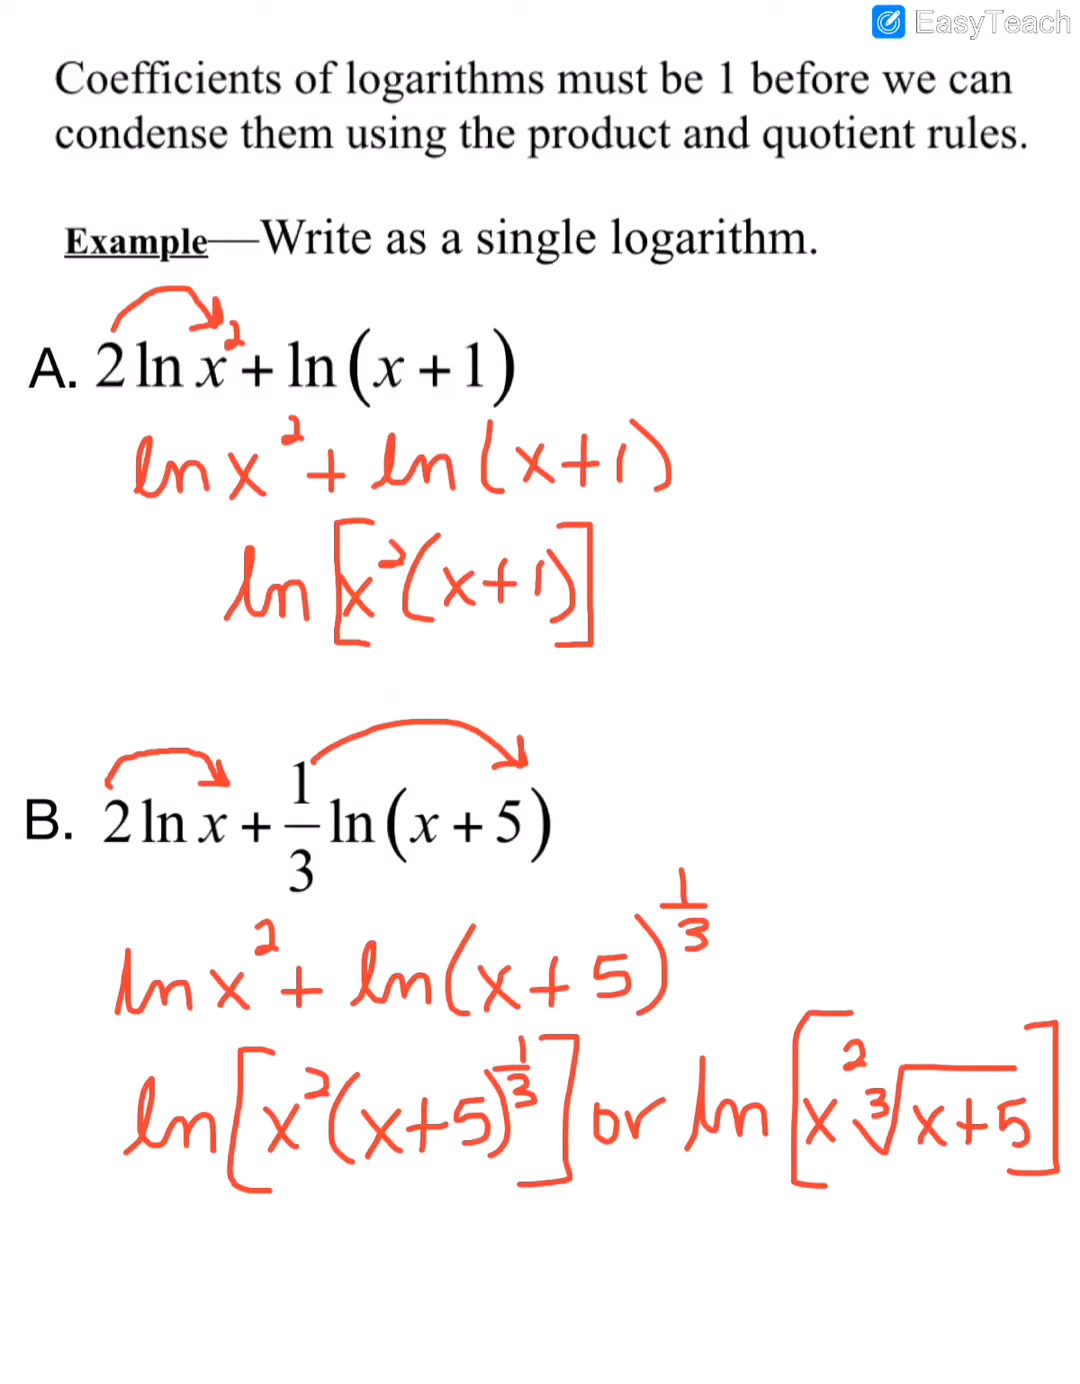 EasyTeach
Coefficients of logarithms must be 1 before we can
condense them using the product and quotient rules.
Example—Write as a single logarithm.
A. 2 ln x² + ln(x + 1)
ln x² + ln(x+1)
ln[x²(x+1)]
B. 2 ln x + 1/3 ln(x + 5)
ln x² + ln(x+5)^(1/3)
ln[x²(x+5)^(1/3)] or ln[x² ∛(x+5)]